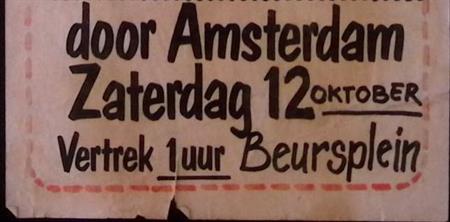 door Amsterdam
Zaterdag 12 OKTOBER
Vertrek 1 uur Beursplein